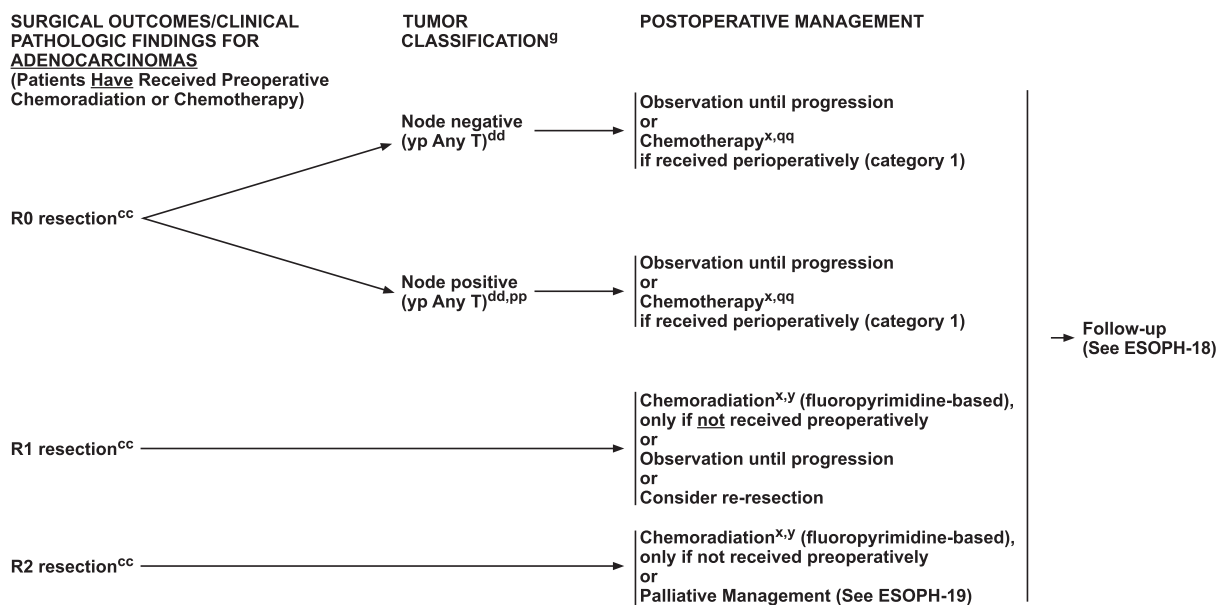 SURGICAL OUTCOMES/CLINICAL
PATHOLOGIC FINDINGS FOR
ADENOCARCINOMAS
(Patients Have Received Preoperative
Chemoradiation or Chemotherapy)
TUMOR
CLASSIFICATIONg
POSTOPERATIVE MANAGEMENT
R0 resectioncc
Node negative
(yp Any T)dd
Observation until progression
or
Chemotherapyx,qq
if received perioperatively (category 1)
Node positive
(yp Any T)dd,pp
Observation until progression
or
Chemotherapyx,qq
if received perioperatively (category 1)
R1 resectioncc
Chemoradiationx,y (fluoropyrimidine-based),
only if not received preoperatively
or
Observation until progression
or
Consider re-resection
R2 resectioncc
Chemoradiationx,y (fluoropyrimidine-based),
only if not received preoperatively
or
Palliative Management (See ESOPH-19)
Follow-up
(See ESOPH-18)